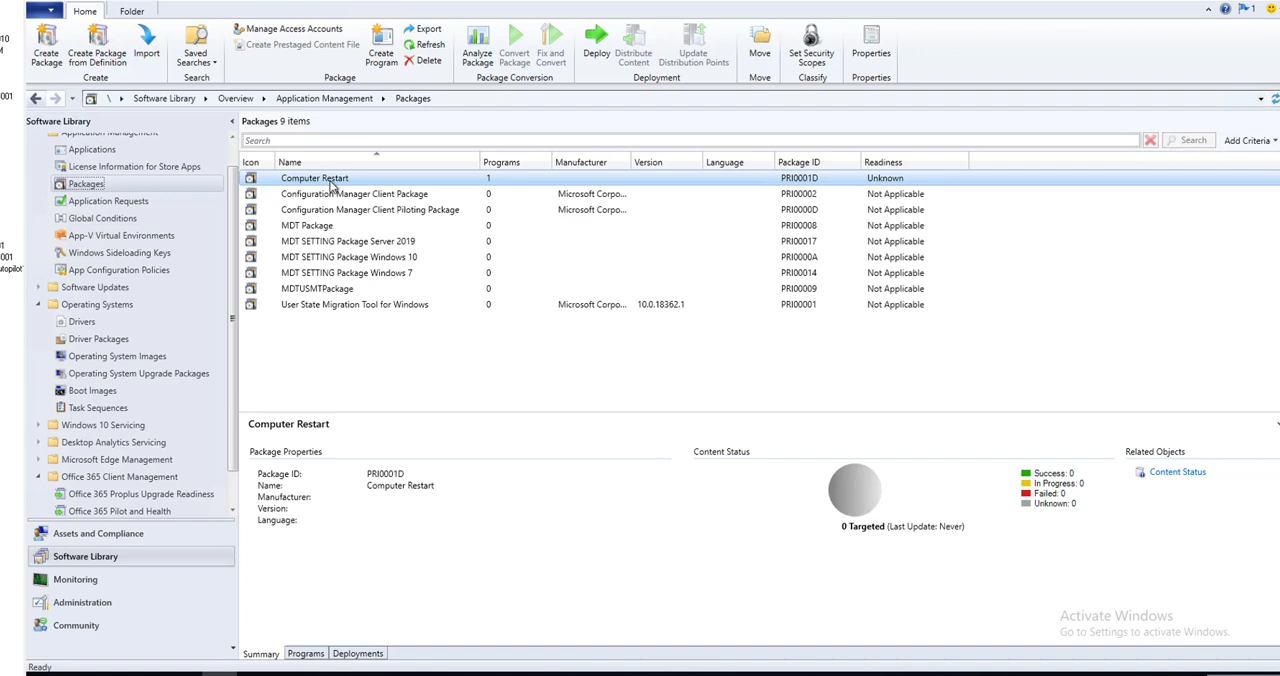 Home Folder
1
Create Package
Create Package from Definition
Import
Create
Saved Searches
Search
Manage Access Accounts
Create Prestaged Content File
Create Program
Export
Refresh
Delete
Package
Analyze Package
Convert Package
Fix and Convert
Package Conversion
Deploy
Distribute Content
Update Distribution Points
Deployment
Move
Move
Set Security Scopes
Classify
Properties
Properties
\ Software Library Overview Application Management Packages
Software Library
Application Management
Applications
License Information for Store Apps
Packages
Application Requests
Global Conditions
App-V Virtual Environments
Windows Sideloading Keys
App Configuration Policies
Software Updates
Operating Systems
Drivers
Driver Packages
Operating System Images
Operating System Upgrade Packages
Boot Images
Task Sequences
Windows 10 Servicing
Desktop Analytics Servicing
Microsoft Edge Management
Office 365 Client Management
Office 365 Proplus Upgrade Readiness
Office 365 Pilot and Health
Assets and Compliance
Software Library
Monitoring
Administration
Community
Ready
Packages 9 items
Search Search Add Criteria
Icon Name Programs Manufacturer Version Language Package ID Readiness
Computer Restart 1 PRI0001D Unknown
Configuration Manager Client Package 0 Microsoft Corpo... PRI00002 Not Applicable
Configuration Manager Client Piloting Package 0 Microsoft Corpo... PRI0000D Not Applicable
MDT Package 0 PRI00008 Not Applicable
MDT SETTING Package Server 2019 0 PRI00017 Not Applicable
MDT SETTING Package Windows 10 0 PRI0000A Not Applicable
MDT SETTING Package Windows 7 0 PRI00014 Not Applicable
MDTUSMTPackage 0 PRI00009 Not Applicable
User State Migration Tool for Windows 0 Microsoft Corpo... 10.0.18362.1 PRI00001 Not Applicable
Computer Restart
Package Properties
Package ID: PRI0001D
Name: Computer Restart
Manufacturer:
Version:
Language:
Content Status
Success: 0
In Progress: 0
Failed: 0
Unknown: 0
0 Targeted (Last Update: Never)
Related Objects
Content Status
Activate Windows
Go to Settings to activate Windows.
Summary Programs Deployments